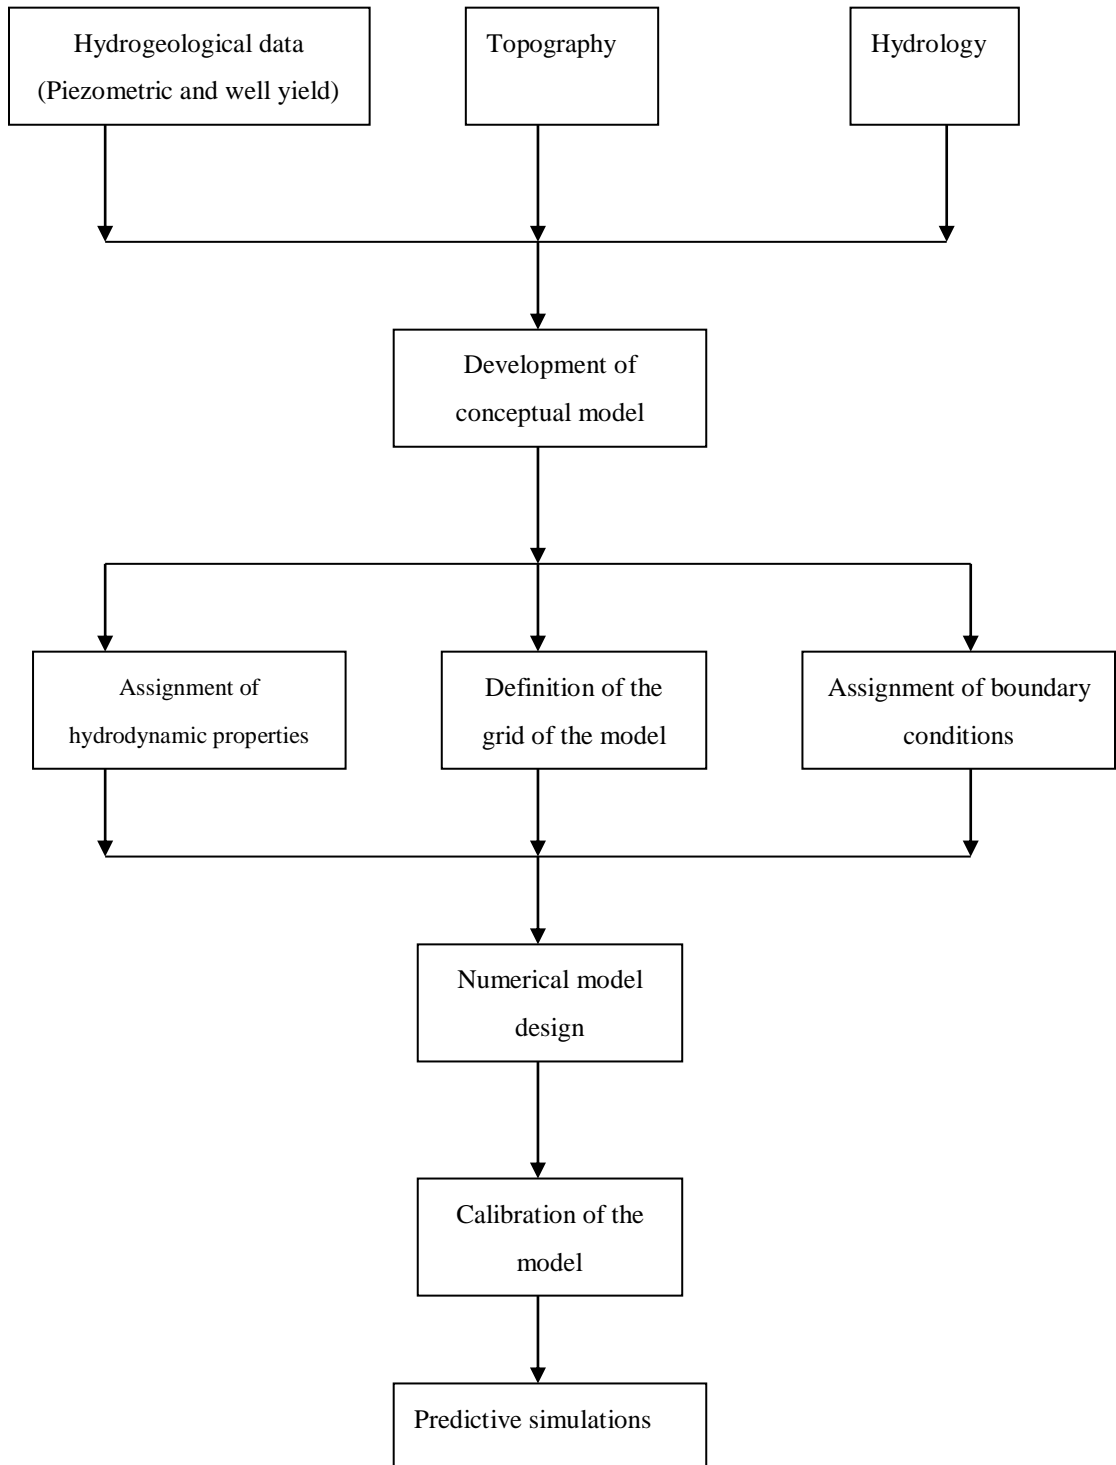 Hydrogeological data
(Piezometric and well yield)
Topography
Hydrology
Development of
conceptual model
Assignment of
hydrodynamic properties
Definition of the
grid of the model
Assignment of boundary
conditions
Numerical model
design
Calibration of the
model
Predictive simulations